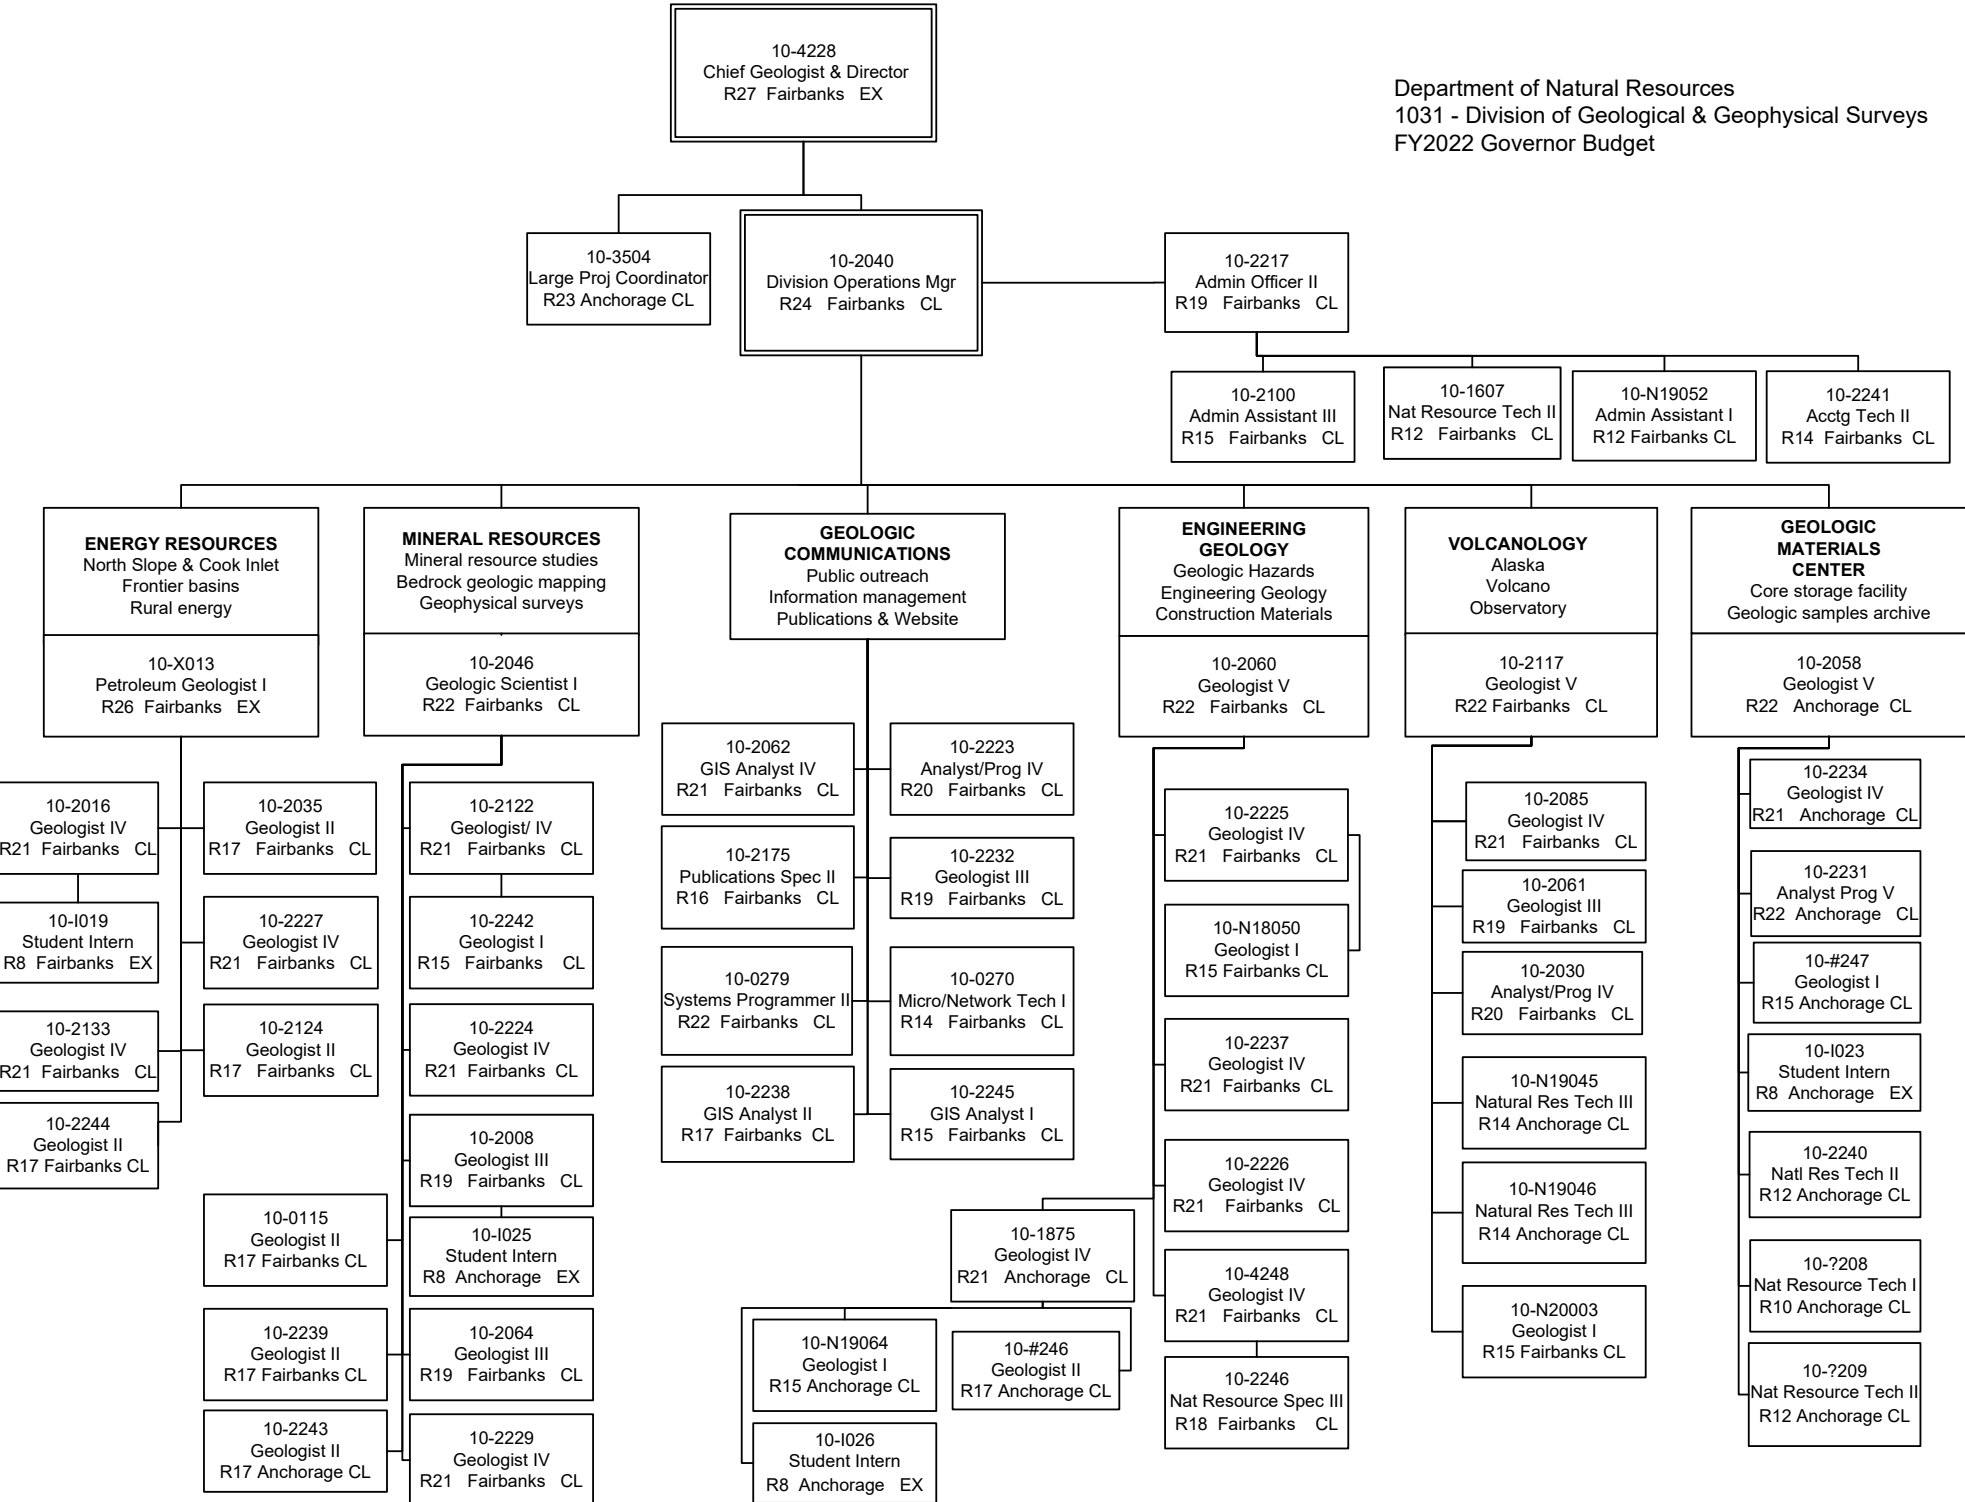 10-4228
Chief Geologist & Director
R27 Fairbanks EX
Department of Natural Resources
1031 - Division of Geological & Geophysical Surveys
FY2022 Governor Budget
10-3504
Large Proj Coordinator
R23 Anchorage CL
10-2040
Division Operations Mgr
R24 Fairbanks CL
10-2217
Admin Officer II
R19 Fairbanks CL
10-2100
Admin Assistant III
R15 Fairbanks CL
10-1607
Nat Resource Tech II
R12 Fairbanks CL
10-N19052
Admin Assistant I
R12 Fairbanks CL
10-2241
Acctg Tech II
R14 Fairbanks CL
ENERGY RESOURCES
North Slope & Cook Inlet
Frontier basins
Rural energy
10-X013
Petroleum Geologist I
R26 Fairbanks EX
10-2016
Geologist IV
R21 Fairbanks CL
10-2035
Geologist II
R17 Fairbanks CL
10-I019
Student Intern
R8 Fairbanks EX
10-2227
Geologist IV
R21 Fairbanks CL
10-2133
Geologist IV
R21 Fairbanks CL
10-2124
Geologist II
R17 Fairbanks CL
10-2244
Geologist II
R17 Fairbanks CL
MINERAL RESOURCES
Mineral resource studies
Bedrock geologic mapping
Geophysical surveys
10-2046
Geologic Scientist I
R22 Fairbanks CL
10-2122
Geologist/ IV
R21 Fairbanks CL
10-2242
Geologist I
R15 Fairbanks CL
10-2224
Geologist IV
R21 Fairbanks CL
10-2008
Geologist III
R19 Fairbanks CL
10-0115
Geologist II
R17 Fairbanks CL
10-I025
Student Intern
R8 Anchorage EX
10-2239
Geologist II
R17 Fairbanks CL
10-2064
Geologist III
R19 Fairbanks CL
10-2243
Geologist II
R17 Anchorage CL
10-2229
Geologist IV
R21 Fairbanks CL
GEOLOGIC
COMMUNICATIONS
Public outreach
Information management
Publications & Website
10-2062
GIS Analyst IV
R21 Fairbanks CL
10-2223
Analyst/Prog IV
R20 Fairbanks CL
10-2175
Publications Spec II
R16 Fairbanks CL
10-2232
Geologist III
R19 Fairbanks CL
10-0279
Systems Programmer II
R22 Fairbanks CL
10-0270
Micro/Network Tech I
R14 Fairbanks CL
10-2238
GIS Analyst II
R17 Fairbanks CL
10-2245
GIS Analyst I
R15 Fairbanks CL
ENGINEERING
GEOLOGY
Geologic Hazards
Engineering Geology
Construction Materials
10-2060
Geologist V
R22 Fairbanks CL
10-2225
Geologist IV
R21 Fairbanks CL
10-N18050
Geologist I
R15 Fairbanks CL
10-2237
Geologist IV
R21 Fairbanks CL
10-2226
Geologist IV
R21 Fairbanks CL
10-1875
Geologist IV
R21 Anchorage CL
10-4248
Geologist IV
R21 Fairbanks CL
10-N19064
Geologist I
R15 Anchorage CL
10-#246
Geologist II
R17 Anchorage CL
10-2246
Nat Resource Spec III
R18 Fairbanks CL
10-I026
Student Intern
R8 Anchorage EX
VOLCANOLOGY
Alaska
Volcano
Observatory
10-2117
Geologist V
R22 Fairbanks CL
10-2085
Geologist IV
R21 Fairbanks CL
10-2061
Geologist III
R19 Fairbanks CL
10-2030
Analyst/Prog IV
R20 Fairbanks CL
10-N19045
Natural Res Tech III
R14 Anchorage CL
10-N19046
Natural Res Tech III
R14 Anchorage CL
10-N20003
Geologist I
R15 Fairbanks CL
GEOLOGIC
MATERIALS
CENTER
Core storage facility
Geologic samples archive
10-2058
Geologist V
R22 Anchorage CL
10-2234
Geologist IV
R21 Anchorage CL
10-2231
Analyst Prog V
R22 Anchorage CL
10-#247
Geologist I
R15 Anchorage CL
10-I023
Student Intern
R8 Anchorage EX
10-2240
Natl Res Tech II
R12 Anchorage CL
10-?208
Nat Resource Tech I
R10 Anchorage CL
10-?209
Nat Resource Tech II
R12 Anchorage CL